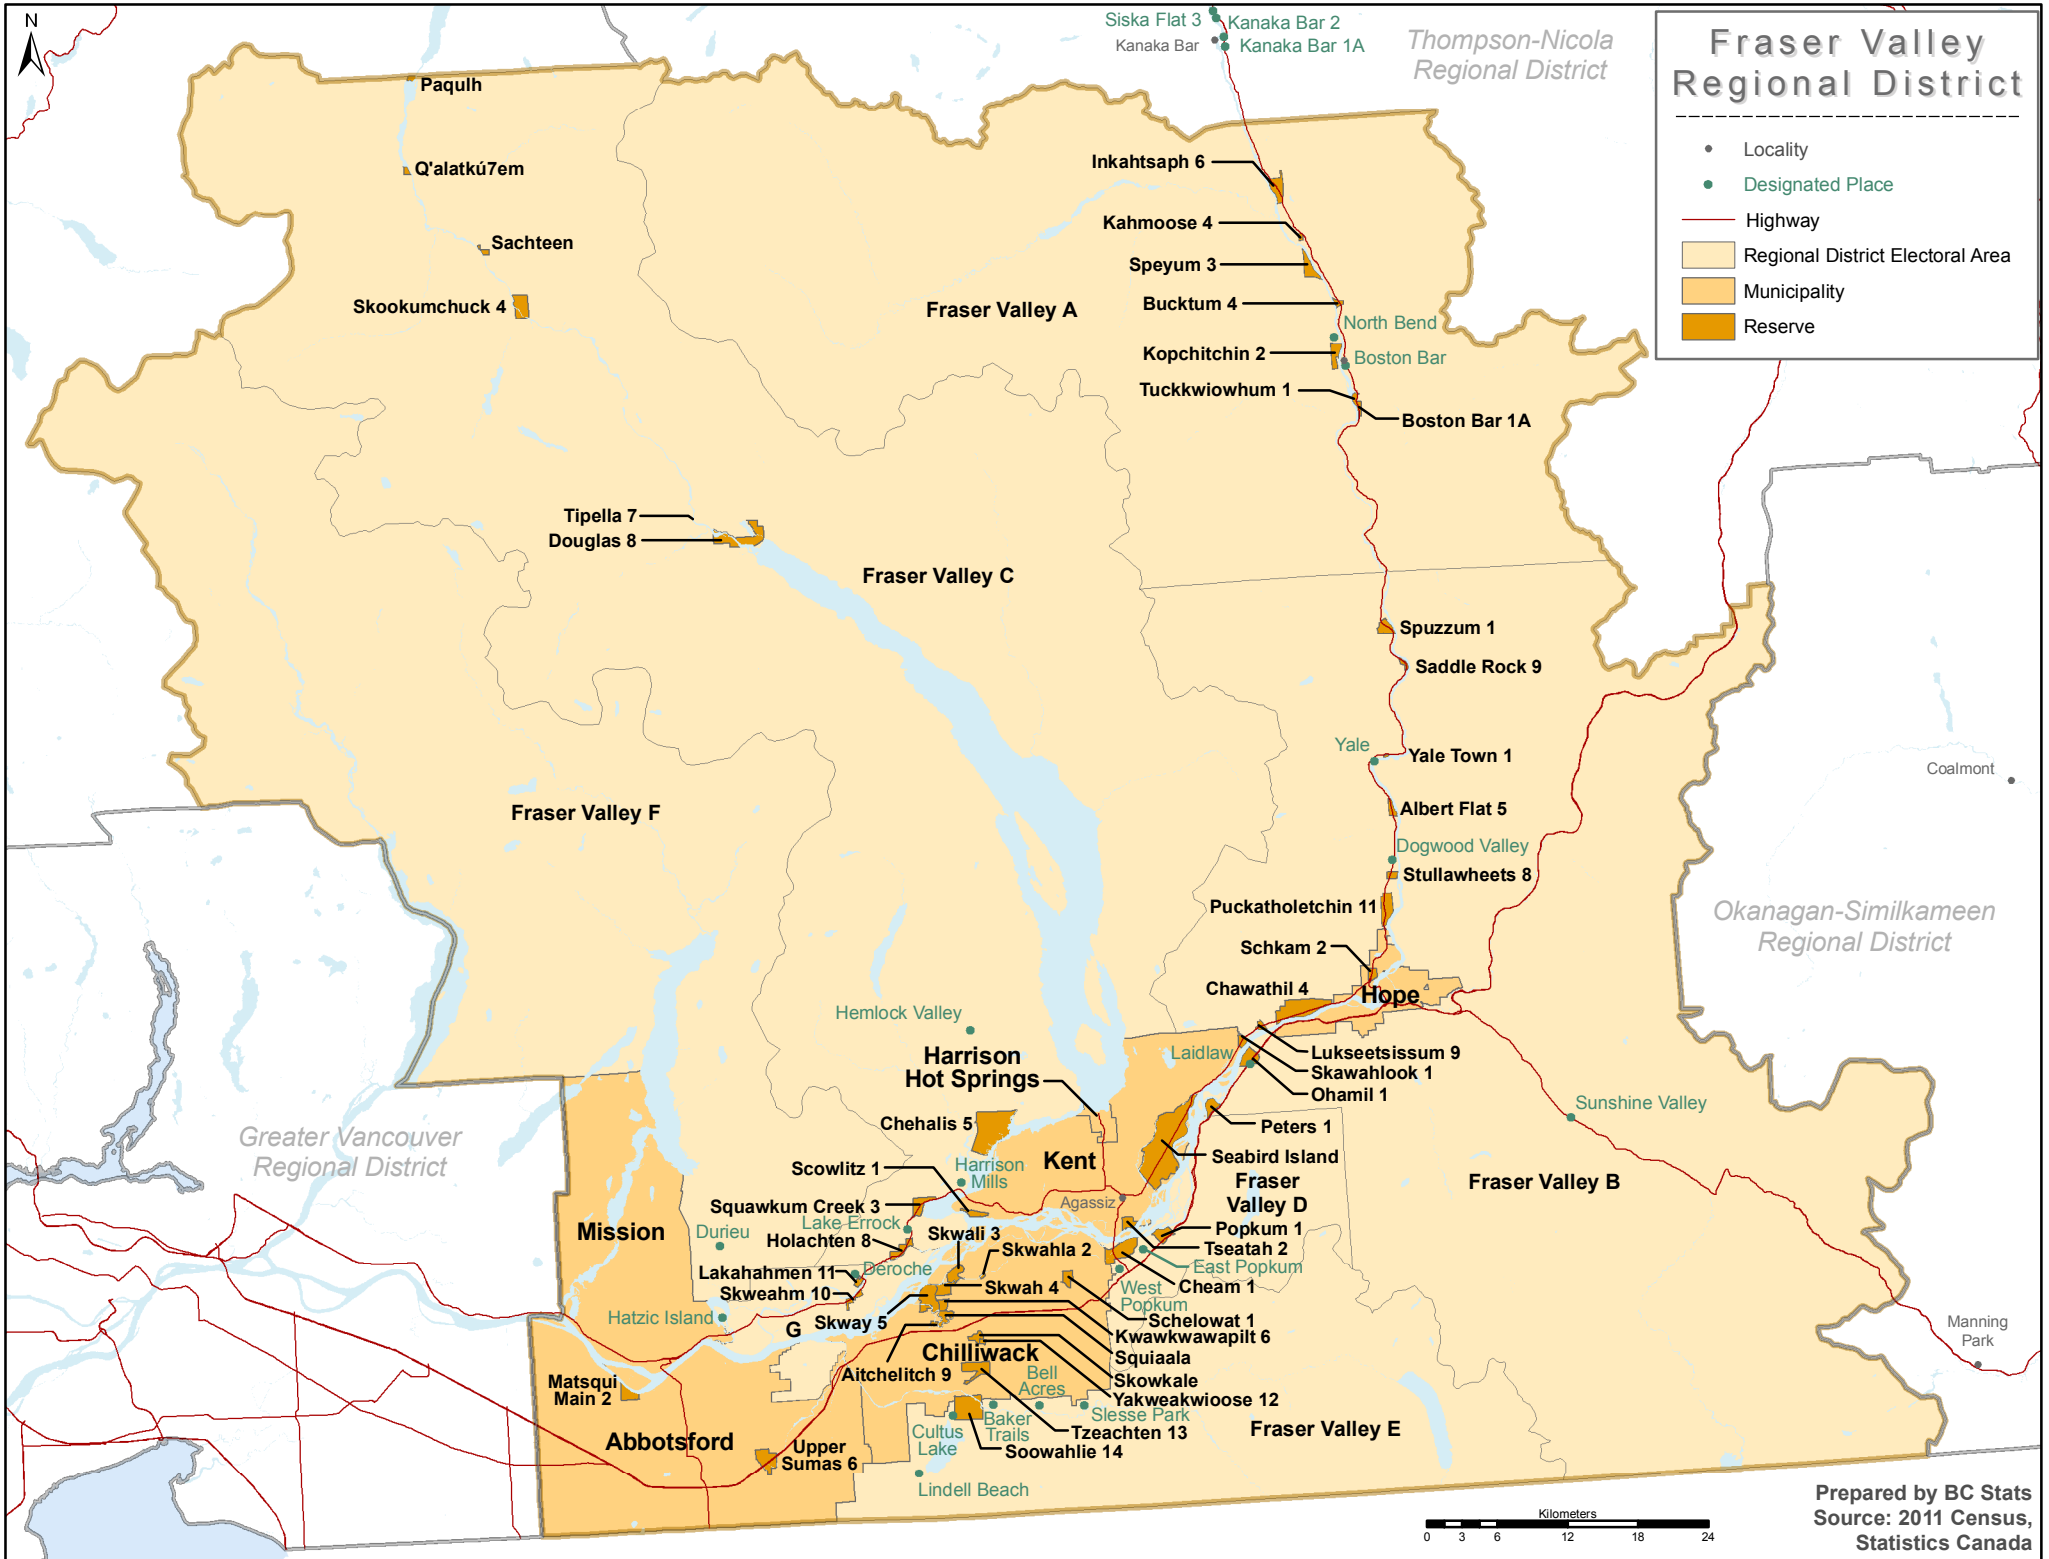 N
Siska Flat 3
Kanaka Bar 2
Kanaka Bar
Kanaka Bar 1A
Thompson-Nicola
Regional District
Fraser Valley
Regional District
Locality
Designated Place
Highway
Regional District Electoral Area
Municipality
Reserve
Paqulh
Q'alatkú7em
Sachteen
Skookumchuck 4
Inkahtsaph 6
Kahmoose 4
Speyum 3
Bucktum 4
North Bend
Kopchitchin 2
Boston Bar
Tuckkwiowhum 1
Boston Bar 1A
Fraser Valley A
Tipella 7
Douglas 8
Fraser Valley C
Spuzzum 1
Saddle Rock 9
Yale
Yale Town 1
Coalmont
Albert Flat 5
Fraser Valley F
Dogwood Valley
Stullawheets 8
Puckatholetchin 11
Okanagan-Similkameen
Regional District
Schkam 2
Chawathil 4
Hope
Hemlock Valley
Harrison
Hot Springs
Laidlaw
Lukseetsissum 9
Skawahlook 1
Ohamil 1
Sunshine Valley
Greater Vancouver
Regional District
Chehalis 5
Peters 1
Seabird Island
Kent
Scowlitz 1
Harrison
Mills
Fraser
Valley D
Fraser Valley B
Squawkum Creek 3
Agassiz
Mission
Durieu
Lake Errock
Holachten 8
Skwali 3
Skwahla 2
Popkum 1
Tseatah 2
East Popkum
Lakahahmen 11
Deroche
Skweahm 10
Skwah 4
West
Popkum
Cheam 1
Hatzic Island
G
Skway 5
Schelowat 1
Kwawkwawapilt 6
Manning
Park
Chilliwack
Squiaala
Aitchelitch 9
Skowkale
Matsqui
Main 2
Bell
Acres
Yakweakwioose 12
Slesse Park
Baker
Trails
Cultus
Lake
Tzeachten 13
Soowahlie 14
Fraser Valley E
Abbotsford
Upper
Sumas 6
Lindell Beach
Kilometers
0 3 6 12 18 24
Prepared by BC Stats
Source: 2011 Census,
Statistics Canada